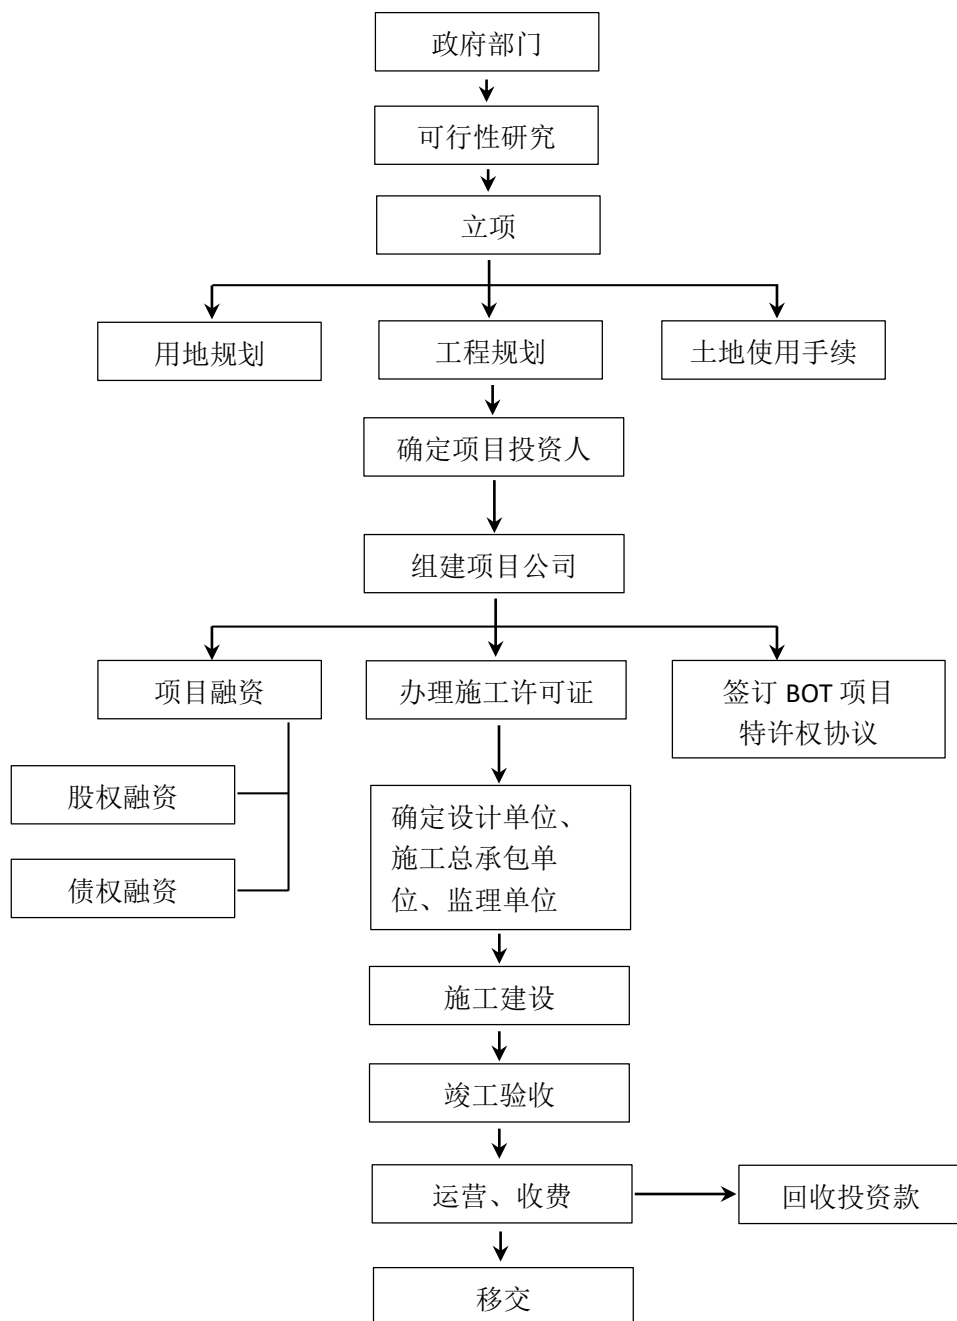 政府部门
可行性研究
立项
用地规划
工程规划
土地使用手续
确定项目投资人
组建项目公司
项目融资
办理施工许可证
签订 BOT 项目
特许权协议
股权融资
债权融资
确定设计单位、
施工总承包单
位、监理单位
施工建设
竣工验收
运营、收费
回收投资款
移交